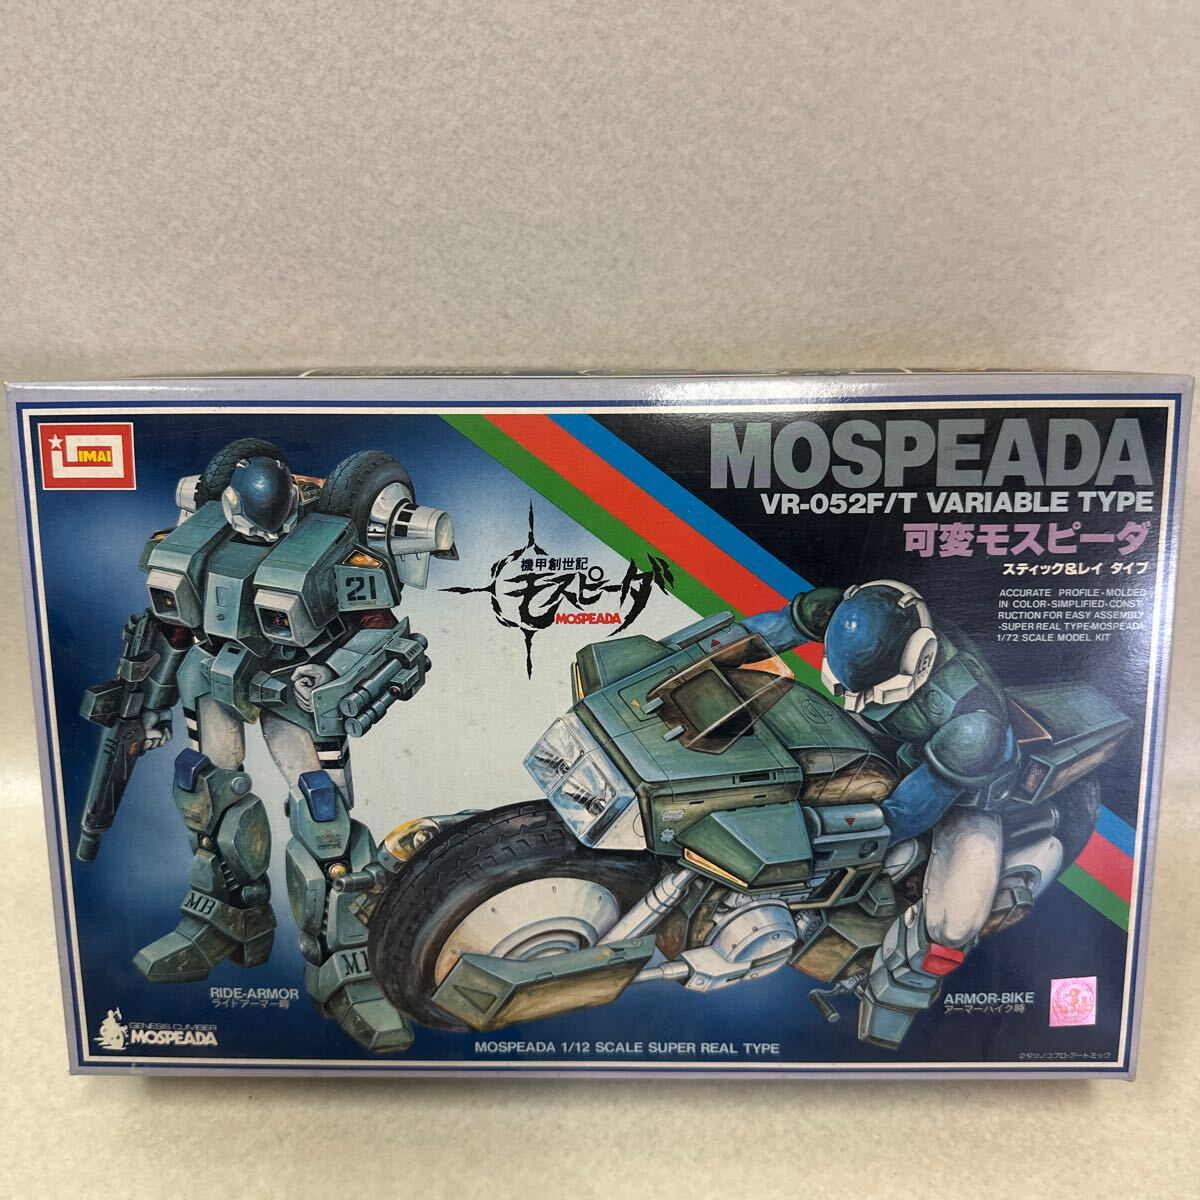 IMAI
MOSPEADA
VR-052F/T VARIABLE TYPE
可変モスピーダ
スティック&レイ タイプ
ACCURATE PROFILE・MOLDED
IN COLOR・SIMPLIFIED・CONST-
RUCTION FOR EASY ASSEMBLY
・SUPER REAL TYPE-MOSPEADA
1/72 SCALE MODEL KIT
機甲創世記
モスピーダ
MOSPEADA
21
MB
RIDE-ARMOR
ライドアーマー時
ARMOR-BIKE
アーマーバイク時
GENESIS CLIMBER
MOSPEADA
MOSPEADA 1/12 SCALE SUPER REAL TYPE
©タツノコプロ・アートミック